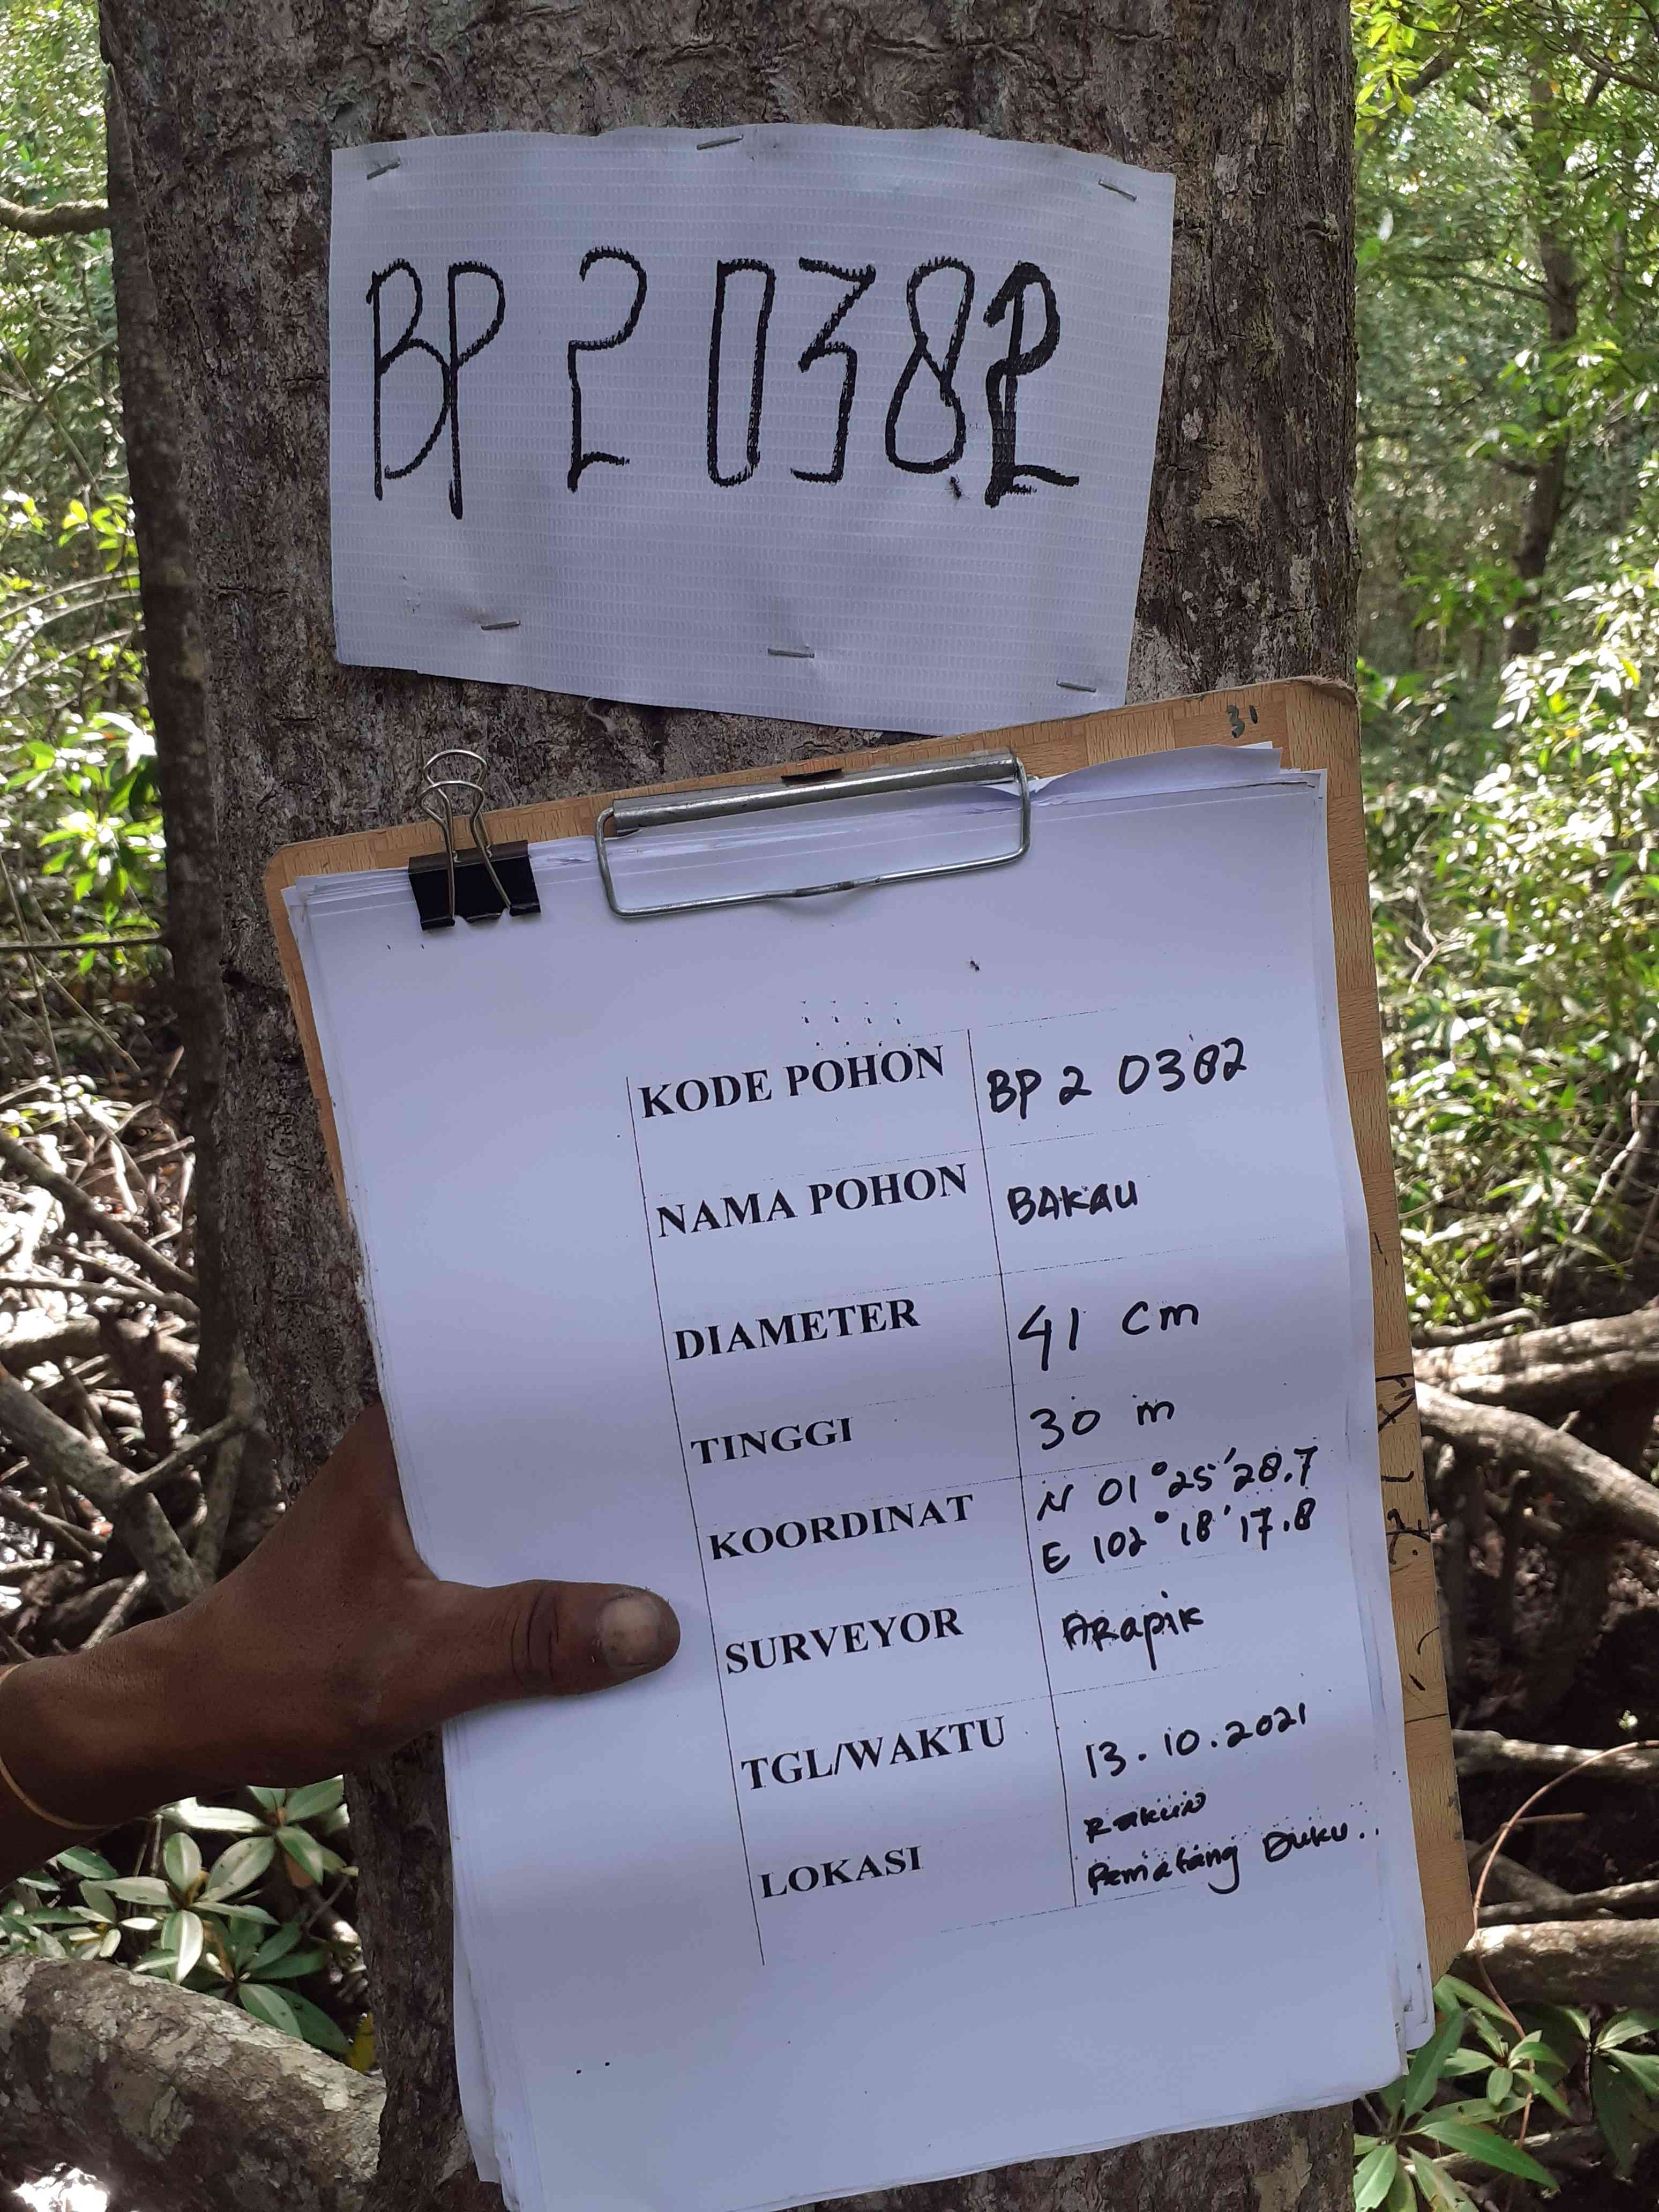 BP 2 0382
31
KODE POHON BP 2 0382
NAMA POHON BAKAU
DIAMETER 41 cm
TINGGI 30 m
KOORDINAT N 01°25'28.7
E 102°18'17.8
SURVEYOR ARapik
TGL/WAKTU 13.10.2021
LOKASI
Pematang Duku..